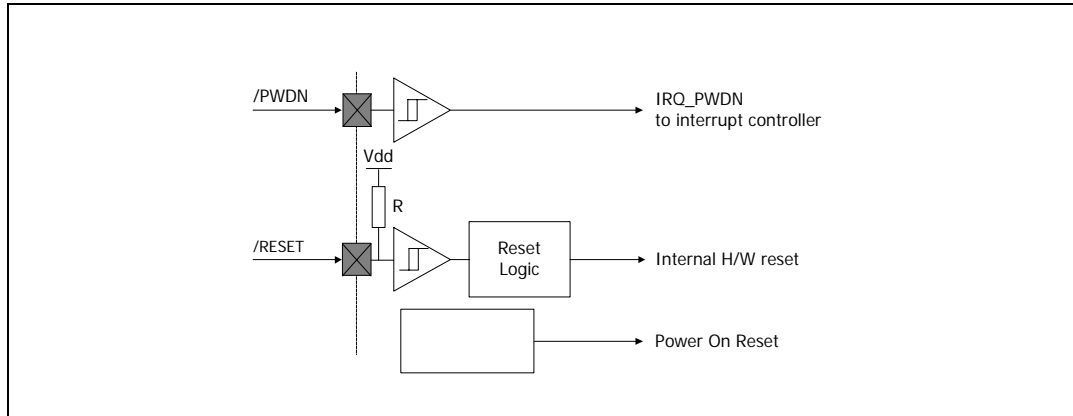 /PWDN
IRQ_PWDN
to interrupt controller
Vdd
R
/RESET
Reset
Logic
Internal H/W reset
Power On Reset